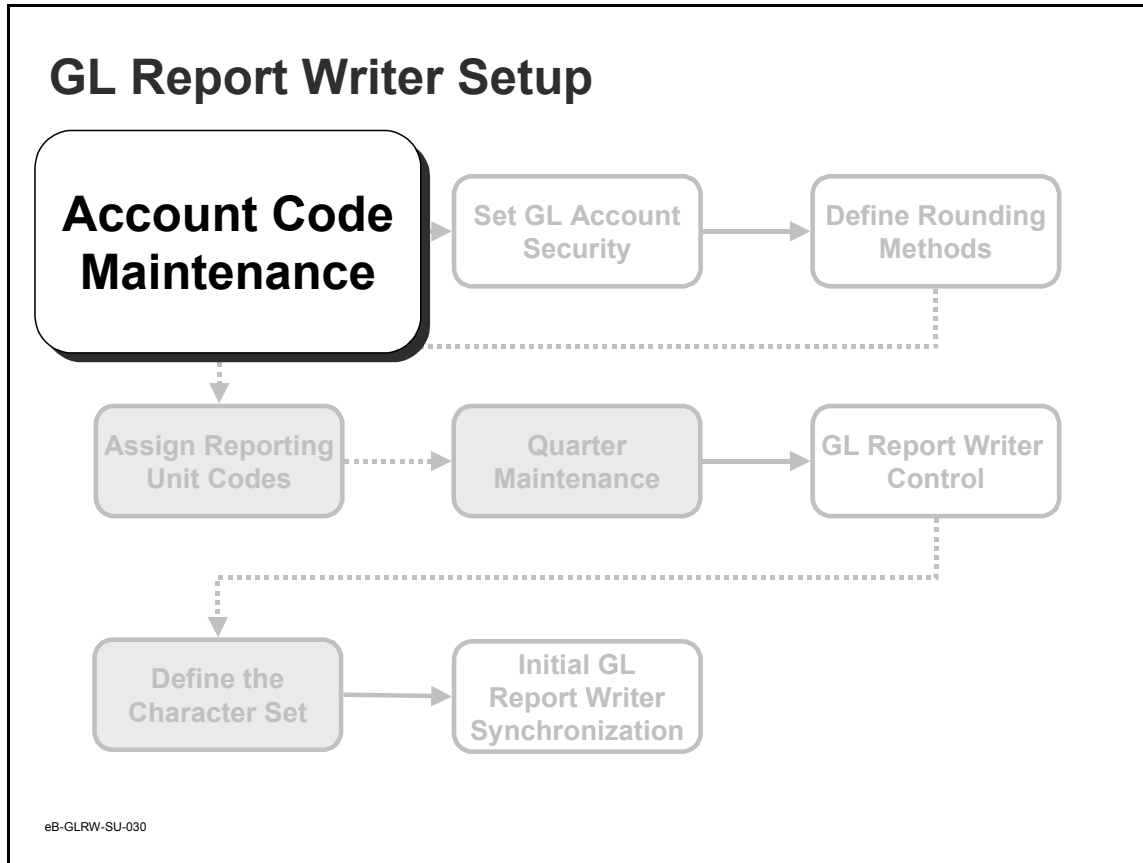 GL Report Writer Setup
Account Code
Maintenance
Set GL Account
Security
Define Rounding
Methods
Assign Reporting
Unit Codes
Quarter
Maintenance
GL Report Writer
Control
Define the
Character Set
Initial GL
Report Writer
Synchronization
eB-GLRW-SU-030